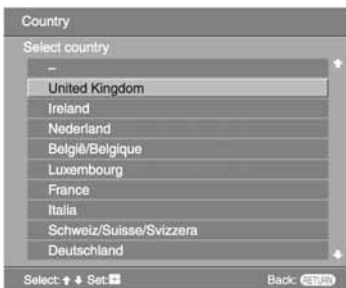 Country
Select country
–
United Kingdom
Ireland
Nederland
België/Belgique
Luxembourg
France
Italia
Schweiz/Suisse/Svizzera
Deutschland
Select: ↑ ↓ Set: + Back: RETURN